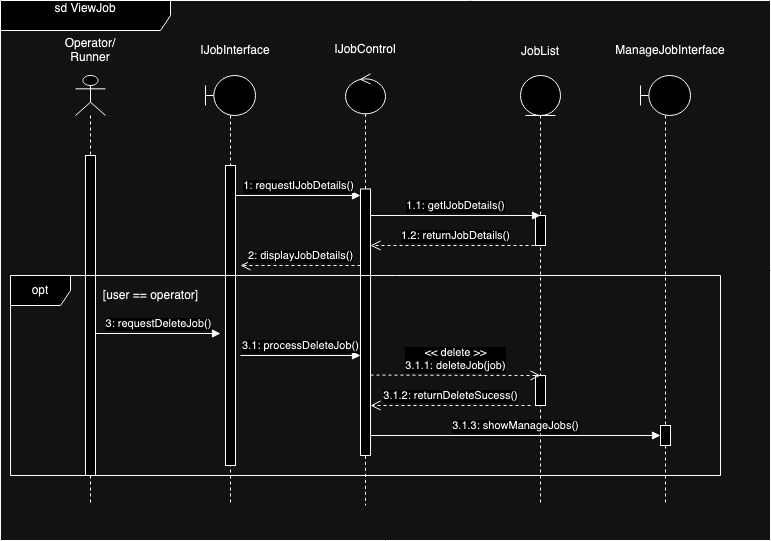 sd ViewJob
Operator/
Runner
IJobInterface
IJobControl
JobList
ManageJobInterface
1: requestIJobDetails()
1.1: getIJobDetails()
1.2: returnJobDetails()
2: displayJobDetails()
opt
[user == operator]
3: requestDeleteJob()
3.1: processDeleteJob()
<< delete >>
3.1.1: deleteJob(job)
3.1.2: returnDeleteSucess()
3.1.3: showManageJobs()